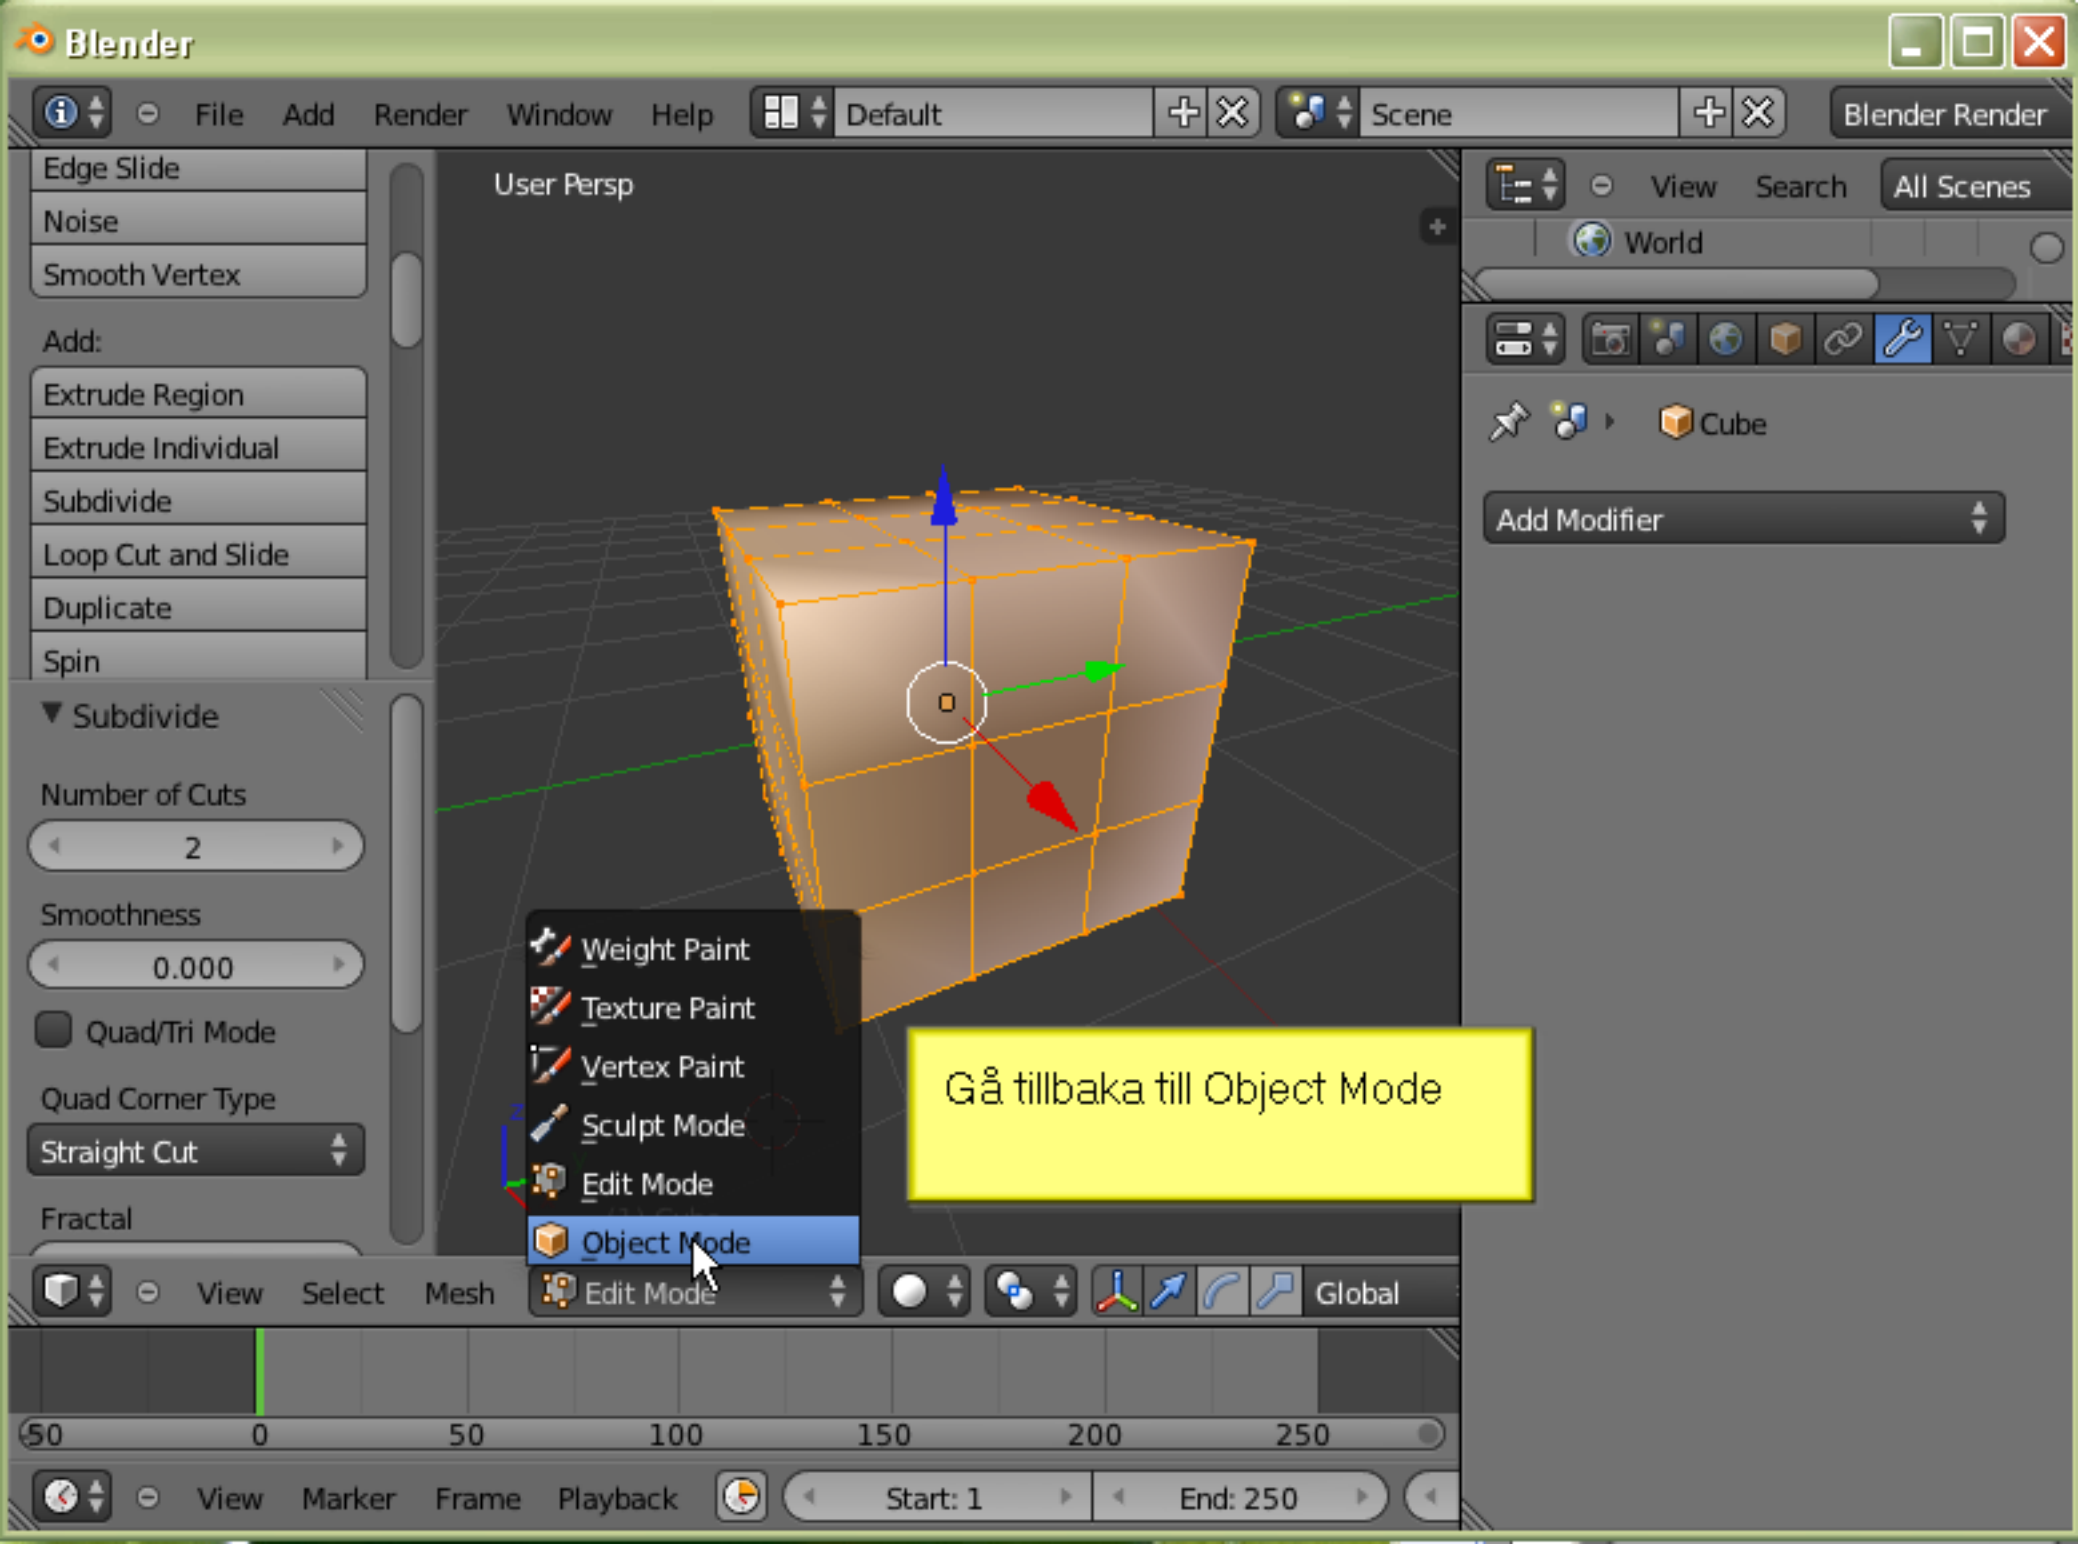 Blender
File Add Render Window Help Default Scene Blender Render
Edge Slide
Noise
Smooth Vertex
Add:
Extrude Region
Extrude Individual
Subdivide
Loop Cut and Slide
Duplicate
Spin
Subdivide
Number of Cuts
2
Smoothness
0.000
Quad/Tri Mode
Quad Corner Type
Straight Cut
Fractal
User Persp
View Search All Scenes
World
Cube
Add Modifier
Weight Paint
Texture Paint
Vertex Paint
Sculpt Mode
Edit Mode
Object Mode
Gå tillbaka till Object Mode
View Select Mesh Edit Mode Global
-50 0 50 100 150 200 250
View Marker Frame Playback Start: 1 End: 250